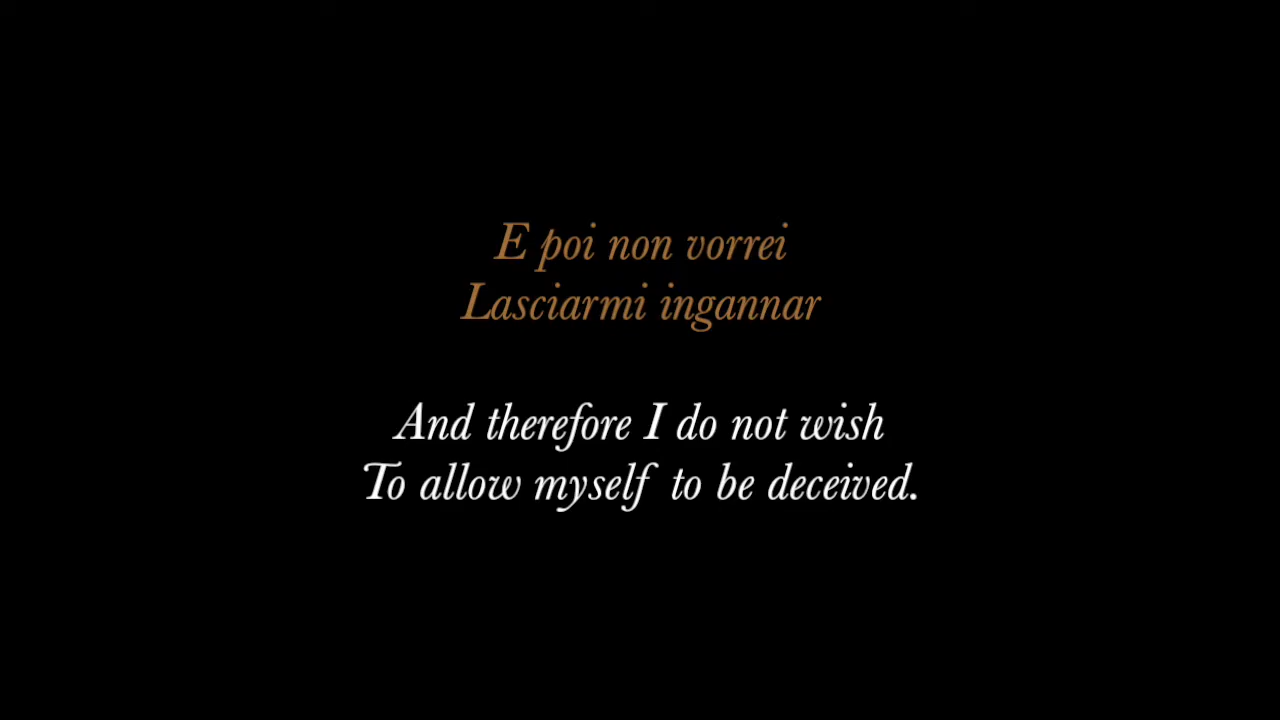 E poi non vorrei
Lasciarmi ingannar
And therefore I do not wish
To allow myself to be deceived.